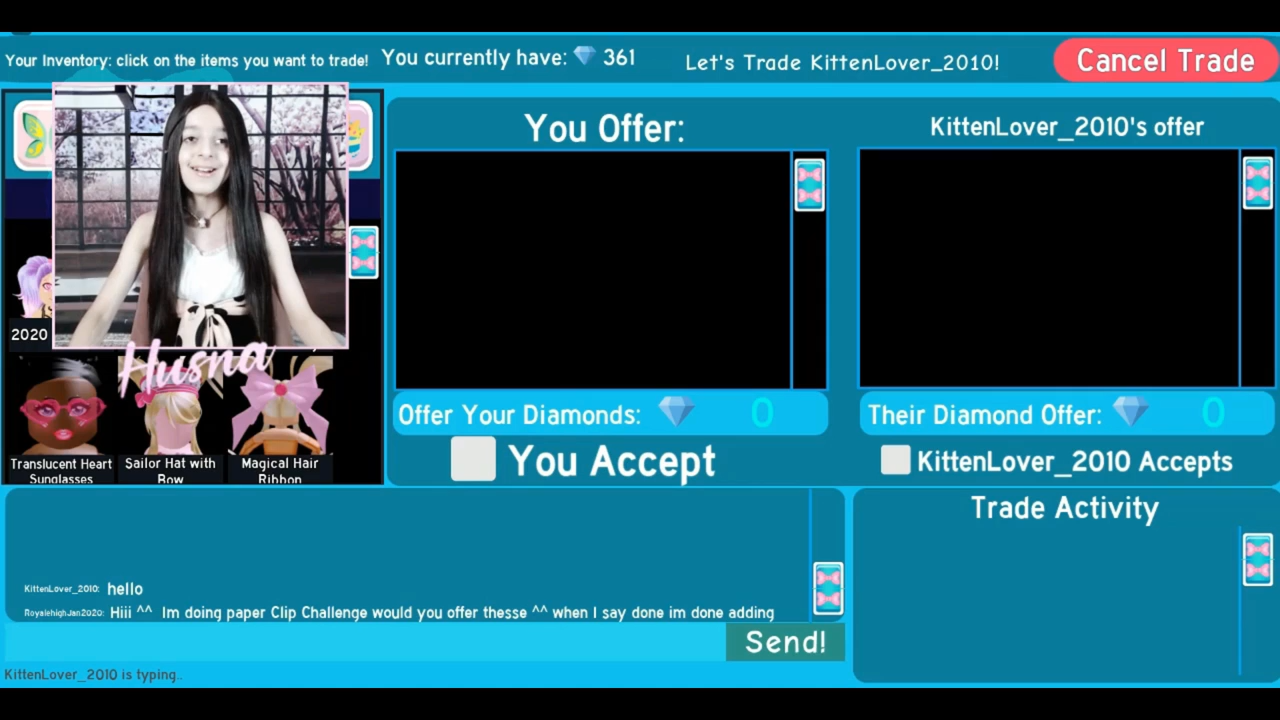 Your Inventory: click on the items you want to trade!
You currently have: 361
Let's Trade KittenLover_2010!
Cancel Trade
You Offer:
KittenLover_2010's offer
2020
Husna
Translucent Heart
Sunglasses
Sailor Hat with
Bow
Magical Hair
Ribbon
Offer Your Diamonds: 0
Their Diamond Offer: 0
You Accept
KittenLover_2010 Accepts
Trade Activity
KittenLover_2010: hello
RoyalehighJan2020: Hiii ^^ Im doing paper Clip Challenge would you offer thesse ^^ when I say done im done adding
Send!
KittenLover_2010 is typing..